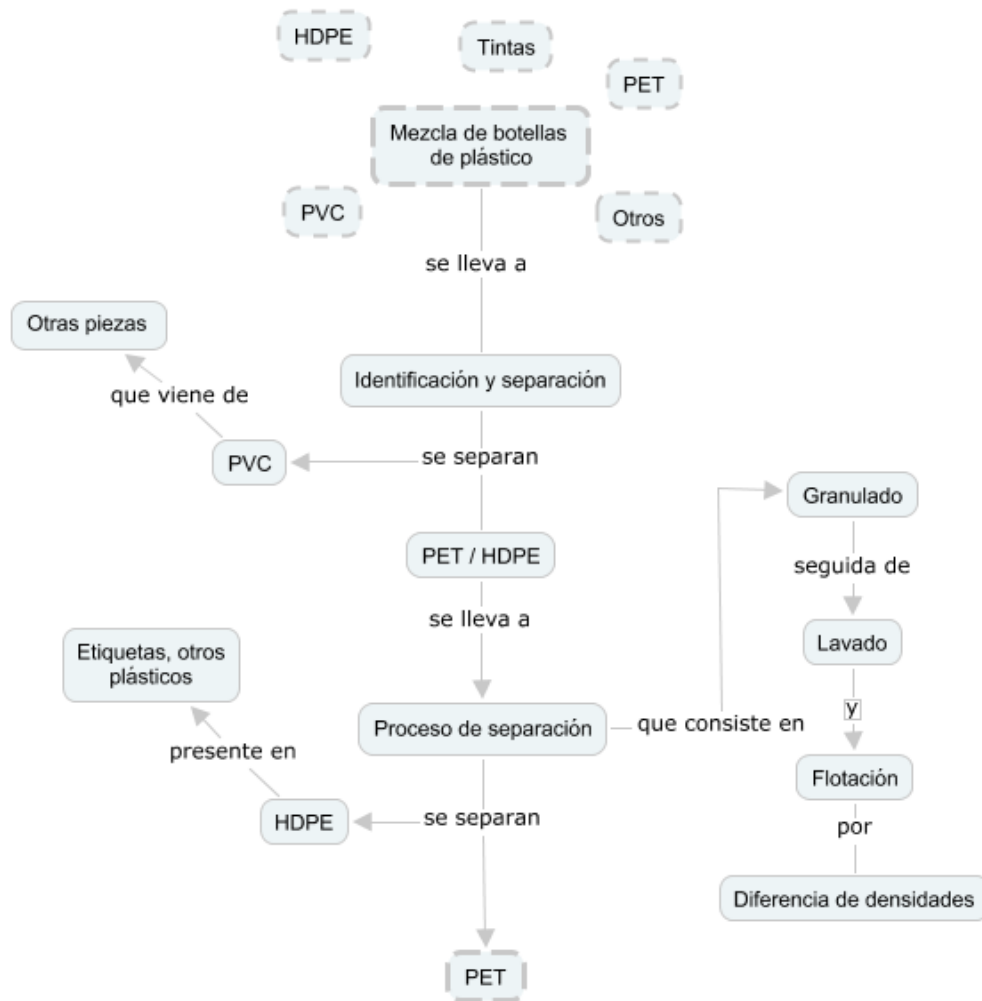 HDPE
Tintas
PET
Mezcla de botellas
de plástico
PVC
Otros
se lleva a
Otras piezas
Identificación y separación
que viene de
PVC
se separan
Granulado
PET / HDPE
seguida de
se lleva a
Etiquetas, otros
plásticos
Lavado
Proceso de separación
que consiste en
y
presente en
Flotación
HDPE
se separan
por
Diferencia de densidades
PET